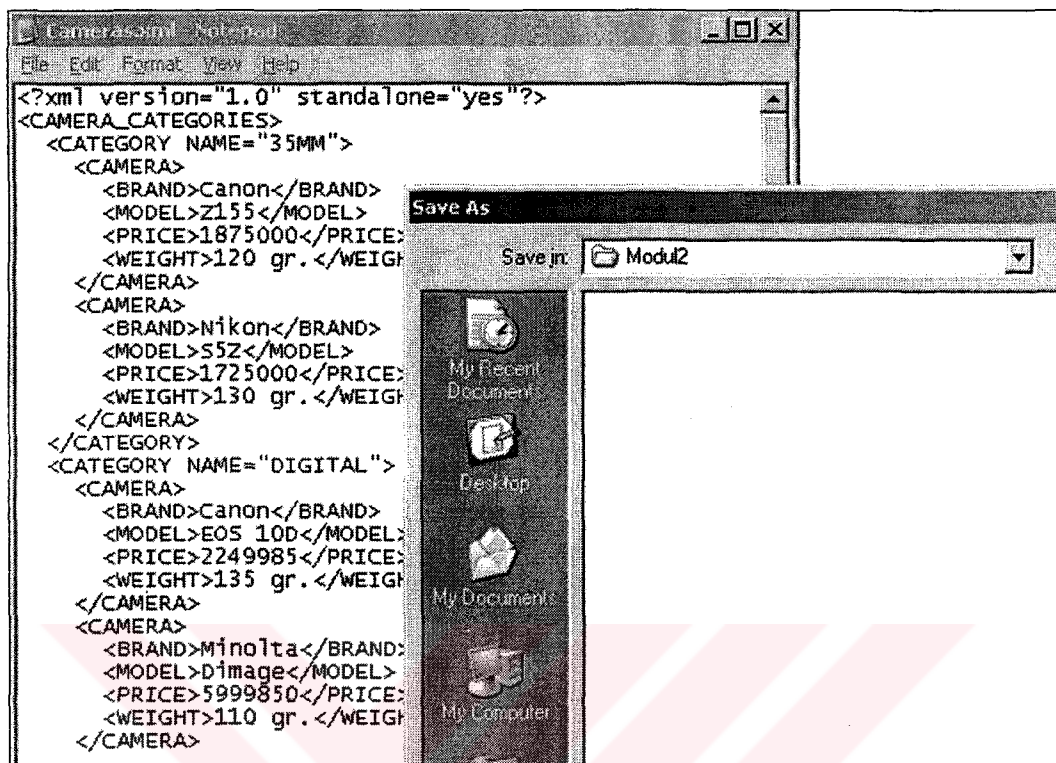 Cameras.xml - Notepad
File Edit Format View Help
<?xml version="1.0" standalone="yes"?>
<CAMERA_CATEGORIES>
<CATEGORY NAME="35MM">
<CAMERA>
<BRAND>Canon</BRAND>
<MODEL>Z155</MODEL>
<PRICE>1875000</PRICE>
<WEIGHT>120 gr.</WEIGH
</CAMERA>
<CAMERA>
<BRAND>Nikon</BRAND>
<MODEL>S5Z</MODEL>
<PRICE>1725000</PRICE>
<WEIGHT>130 gr.</WEIGH
</CAMERA>
</CATEGORY>
<CATEGORY NAME="DIGITAL">
<CAMERA>
<BRAND>Canon</BRAND>
<MODEL>EOS 10D</MODEL>
<PRICE>2249985</PRICE>
<WEIGHT>135 gr.</WEIGH
</CAMERA>
<CAMERA>
<BRAND>Minolta</BRAND>
<MODEL>Dimage</MODEL>
<PRICE>5999850</PRICE>
<WEIGHT>110 gr.</WEIGH
</CAMERA>
Save As
Save in: Modul2
My Recent
Documents
Desktop
My Documents
My Computer